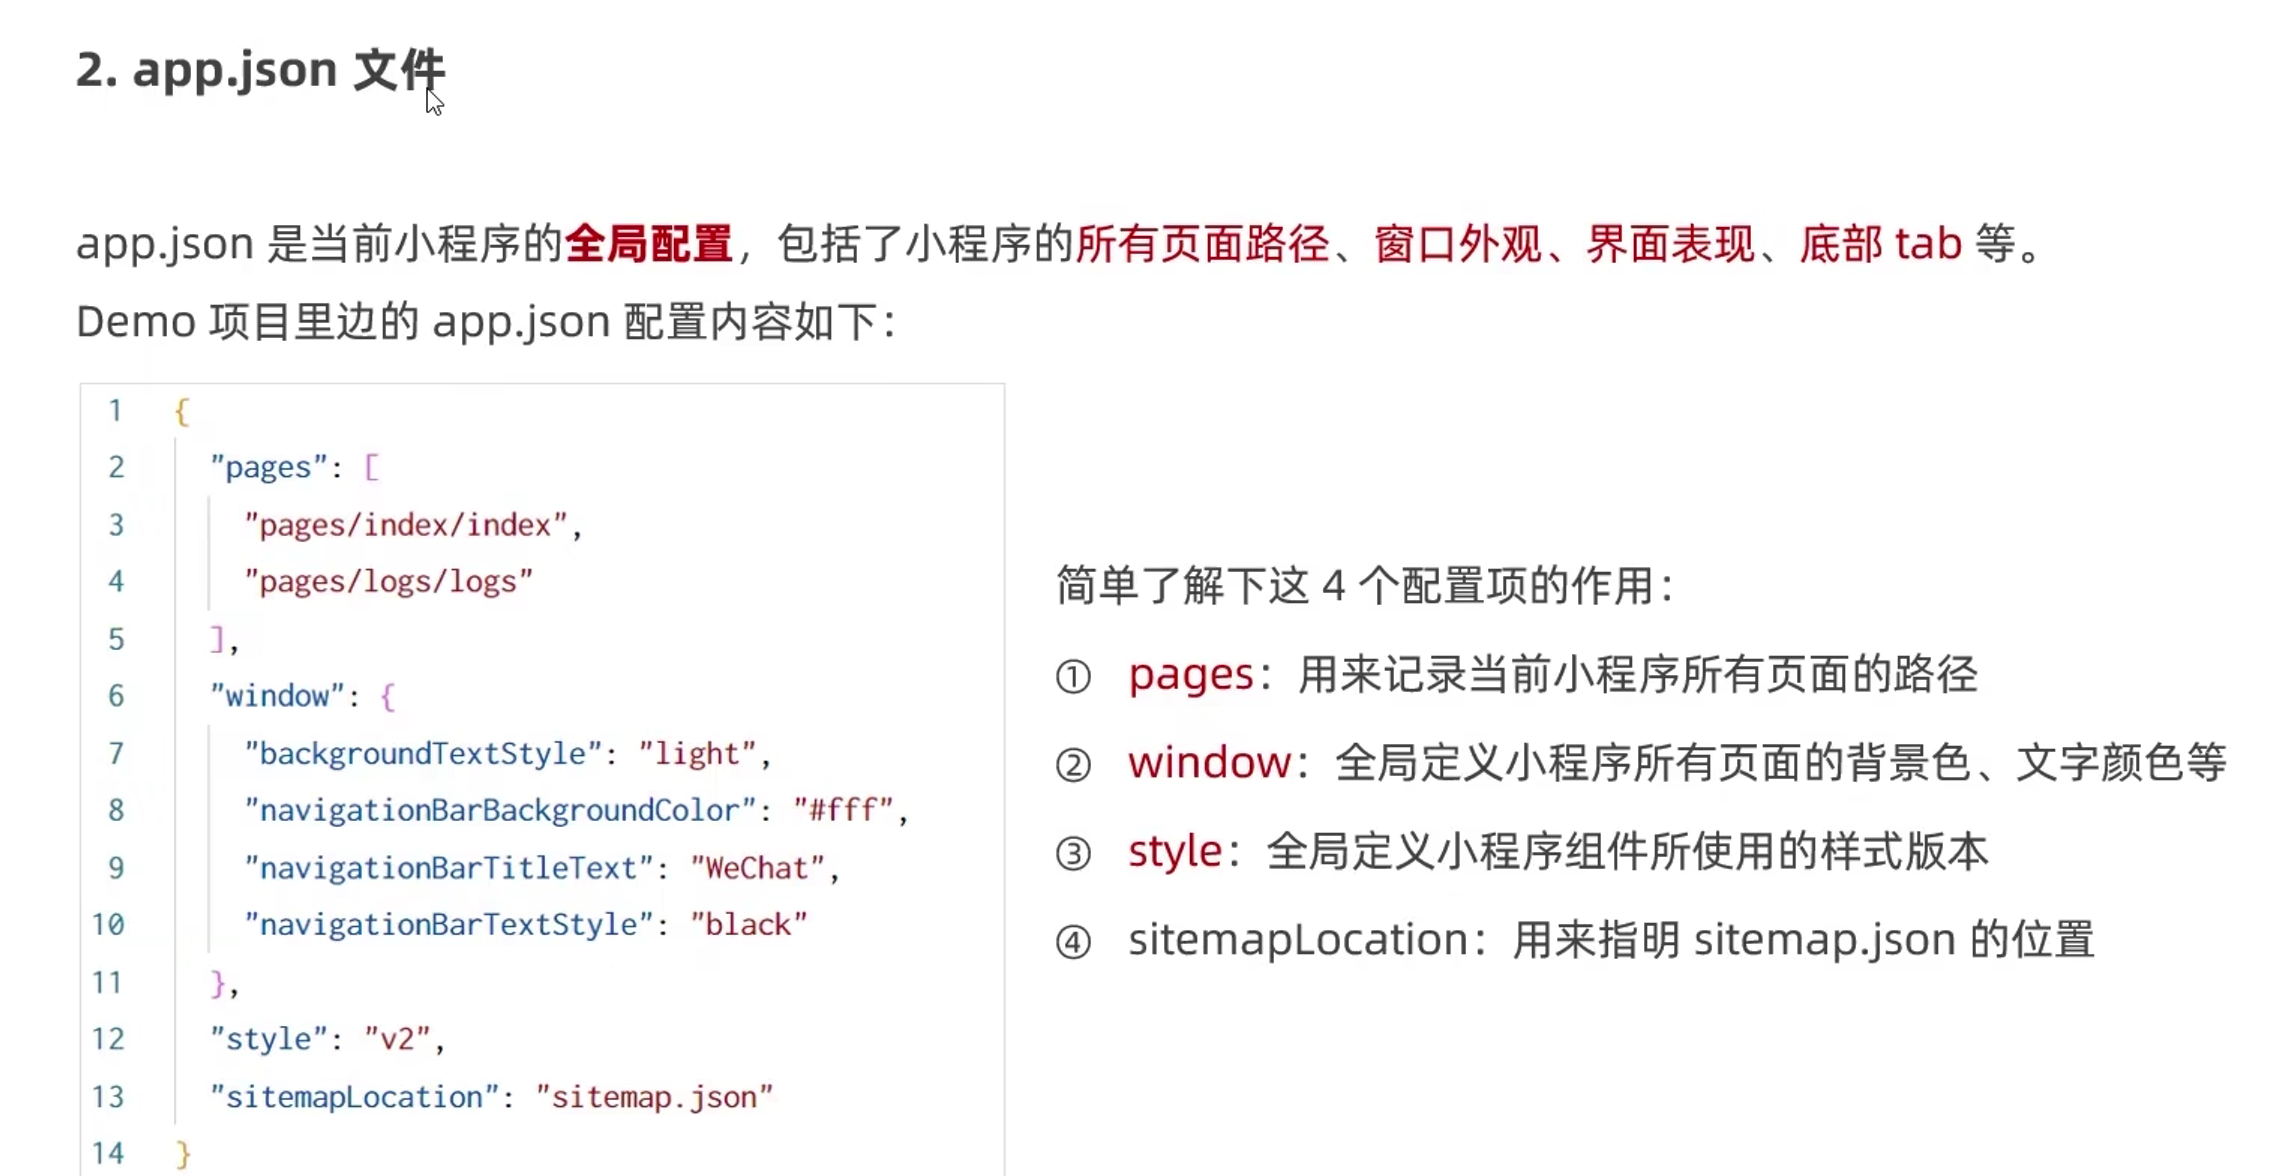 2. app.json 文件
app.json 是当前小程序的全局配置，包括了小程序的所有页面路径、窗口外观、界面表现、底部 tab 等。
Demo 项目里边的 app.json 配置内容如下：
1 {
2 "pages": [
3 "pages/index/index",
4 "pages/logs/logs"
5 ],
6 "window": {
7 "backgroundTextStyle": "light",
8 "navigationBarBackgroundColor": "#fff",
9 "navigationBarTitleText": "WeChat",
10 "navigationBarTextStyle": "black"
11 },
12 "style": "v2",
13 "sitemapLocation": "sitemap.json"
14 }
简单了解下这 4 个配置项的作用：
① pages：用来记录当前小程序所有页面的路径
② window：全局定义小程序所有页面的背景色、文字颜色等
③ style：全局定义小程序组件所使用的样式版本
④ sitemapLocation：用来指明 sitemap.json 的位置